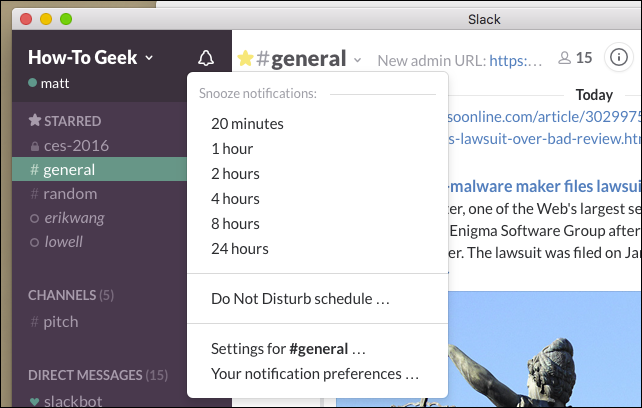 Slack
How-To Geek
matt
STARRED
ces-2016
# general
# random
erikwang
lowell
CHANNELS (5)
# pitch
DIRECT MESSAGES (15)
slackbot
#general
New admin URL: https:...
15
Snooze notifications:
20 minutes
1 hour
2 hours
4 hours
8 hours
24 hours
Do Not Disturb schedule ...
Settings for #general ...
Your notification preferences ...
Today
soonline.com/article/3029975
s-lawsuit-over-bad-review.htm
-malware maker files lawsui
ter, one of the Web's largest se
Enigma Software Group after
er. The lawsuit was filed on Jan